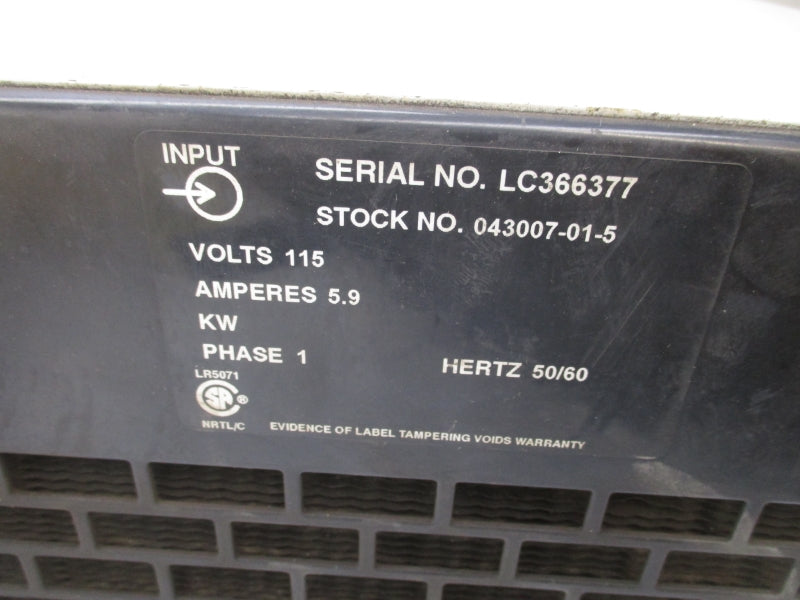 INPUT
SERIAL NO. LC366377
STOCK NO. 043007-01-5
VOLTS 115
AMPERES 5.9
KW
PHASE 1
HERTZ 50/60
LR5071
SA ®
NRTL/C
EVIDENCE OF LABEL TAMPERING VOIDS WARRANTY